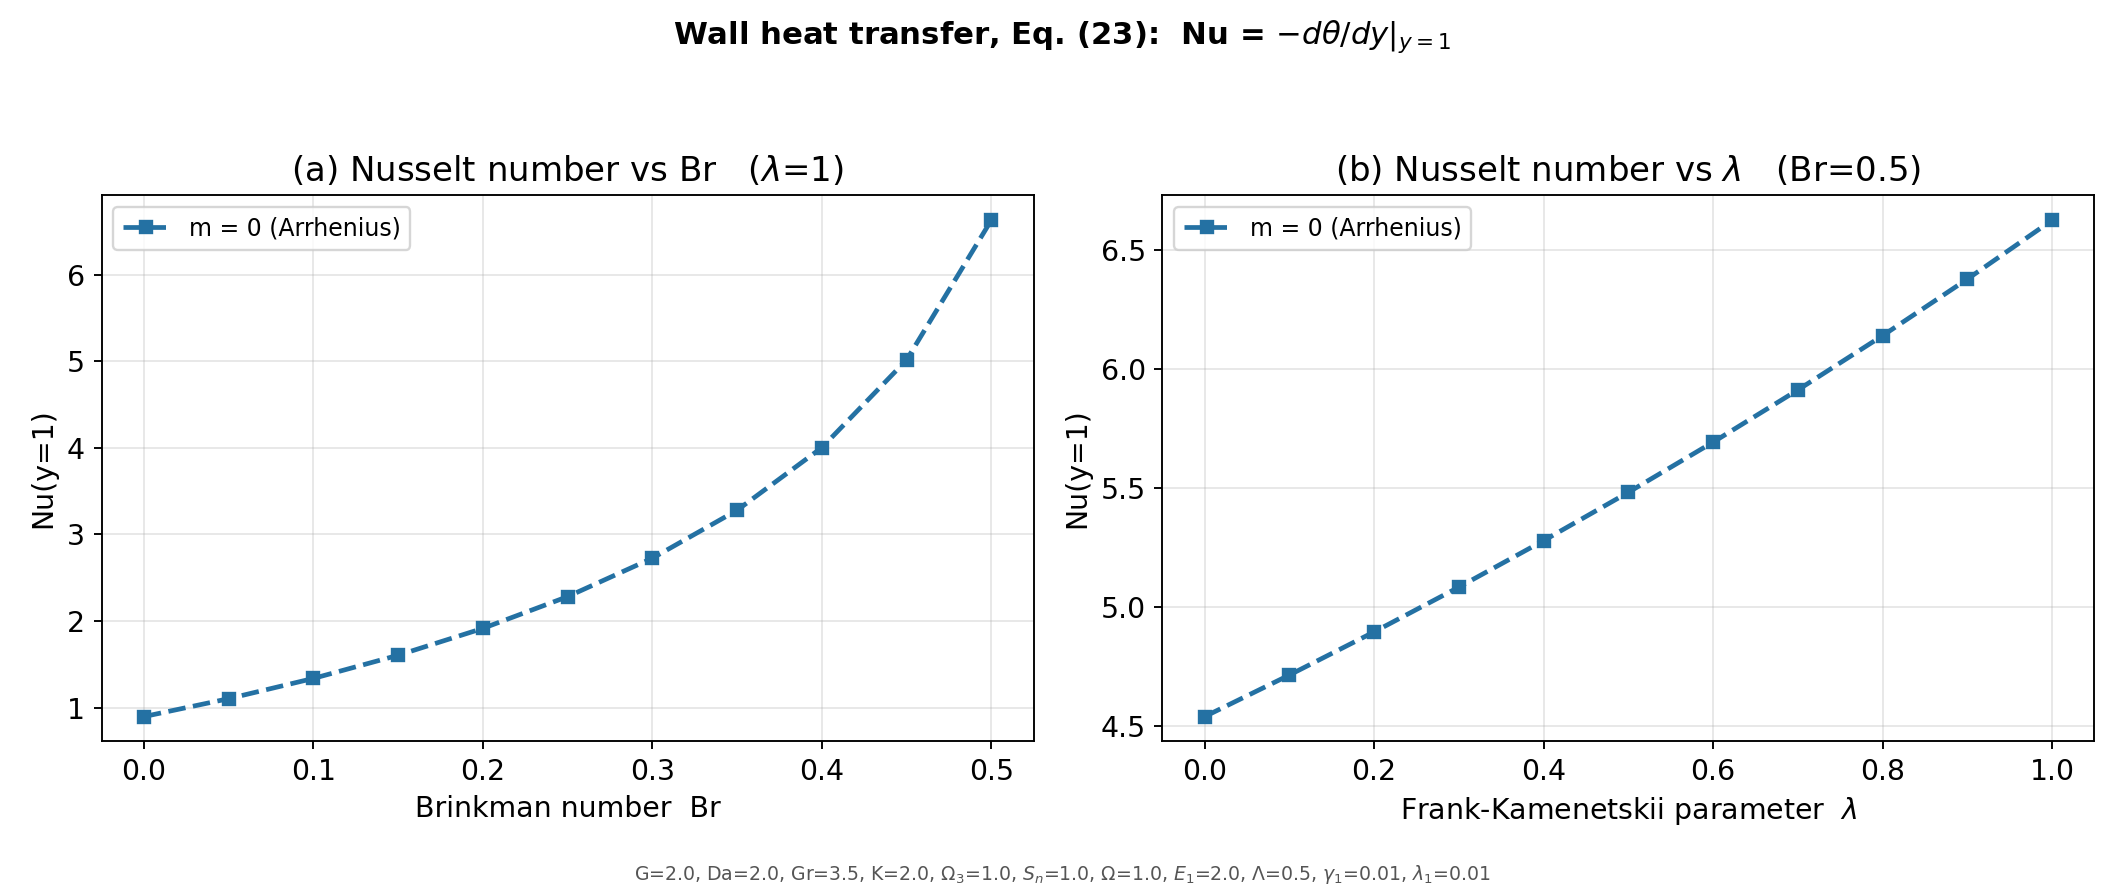 Wall heat transfer, Eq. (23):  Nu = −dθ/dy|y=1
(a) Nusselt number vs Br   (λ=1)
m = 0 (Arrhenius)
Nu(y=1)
6
5
4
3
2
1
0.0 0.1 0.2 0.3 0.4 0.5
Brinkman number  Br
(b) Nusselt number vs λ   (Br=0.5)
m = 0 (Arrhenius)
Nu(y=1)
6.5
6.0
5.5
5.0
4.5
0.0 0.2 0.4 0.6 0.8 1.0
Frank-Kamenetskii parameter  λ
G=2.0, Da=2.0, Gr=3.5, K=2.0, Ω₃=1.0, Sₙ=1.0, Ω=1.0, E₁=2.0, Λ=0.5, γ₁=0.01, λ₁=0.01